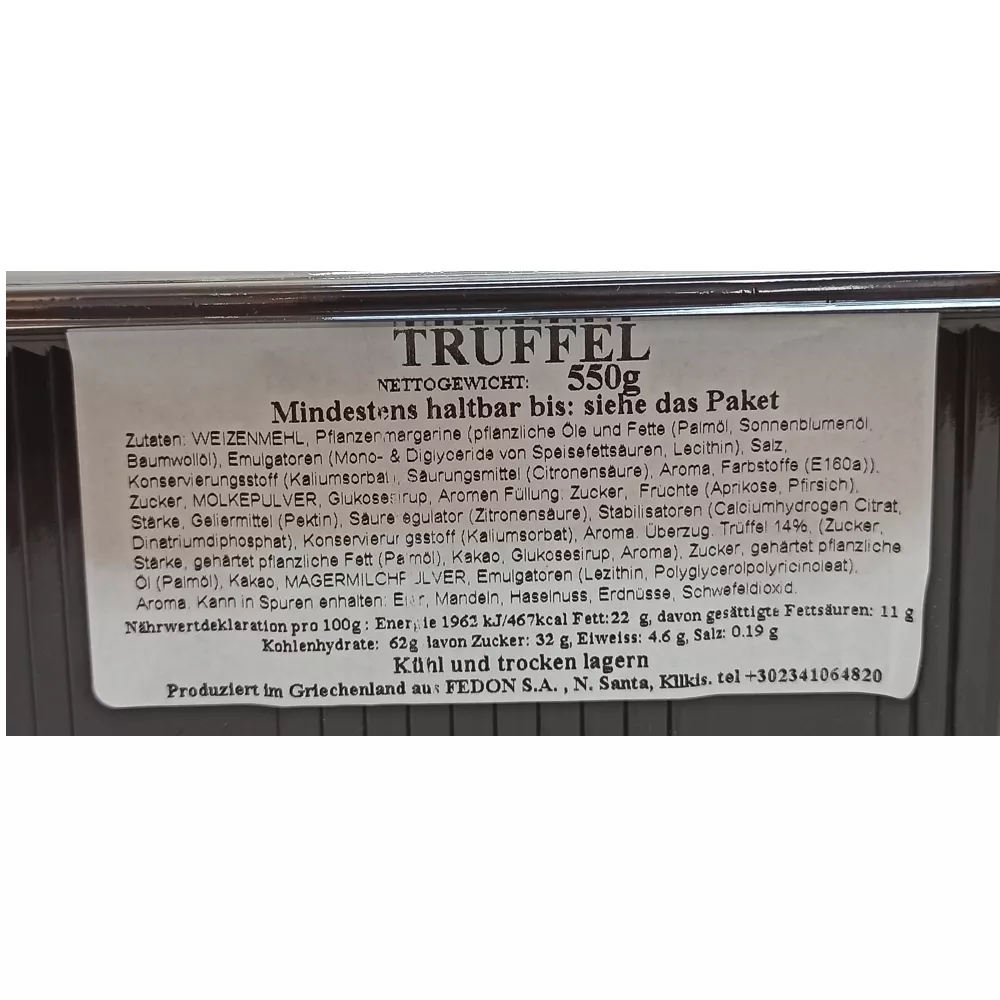 TRUFFEL
NETTOGEWICHT: 550g
Mindestens haltbar bis: siehe das Paket
Zutaten: WEIZENMEHL, Pflanzenmargarine (pflanzliche Öle und Fette (Palmöl, Sonnenblumenöl,
Baumwollöl), Emulgatoren (Mono- & Diglyceride von Speisefettsäuren, Lecithin), Salz,
Konservierungsstoff (Kaliumsorbat), Säurungsmittel (Citronensäure), Aroma, Farbstoffe (E160a)),
Zucker, MOLKEPULVER, Glukosesirup, Aromen Füllung: Zucker, Früchte (Aprikose, Pfirsich),
Stärke, Geliermittel (Pektin), Säure egulator (Zitronensäure), Stabilisatoren (Calciumhydrogen Citrat,
Dinatriumdiphosphat), Konservierur gsstoff (Kaliumsorbat), Aroma. Überzug: Trüffel 14%, (Zucker,
Stärke, gehärtet pflanzliche Fett (Palmöl), Kakao, Glukosesirup, Aroma), Zucker, gehärtet pflanzliche
Öl (Palmöl), Kakao, MAGERMILCHPULVER, Emulgatoren (Lezithin, Polyglycerolpolyricinoleat),
Aroma. Kann in Spuren enthalten: Eier, Mandeln, Haselnuss, Erdnüsse, Schwefeldioxid.
Nährwertdeklaration pro 100g : Energie 1962 kJ/467kcal Fett:22 g, davon gesättigte Fettsäuren: 11 g
Kohlenhydrate: 62g davon Zucker: 32 g, Eiweiss: 4.6 g, Salz: 0.19 g
Kühl und trocken lagern
Produziert im Griechenland aus FEDON S.A. , N. Santa, Kilkis. tel +302341064820